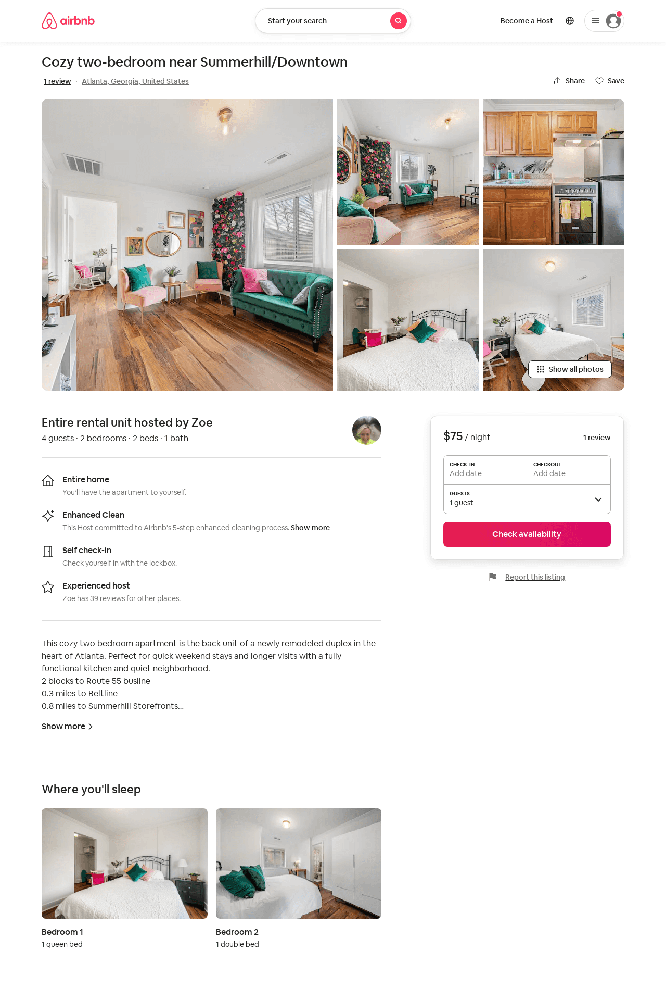 airbnb
Start your search
Become a Host
Cozy two-bedroom near Summerhill/Downtown
1 review · Atlanta, Georgia, United States
Share
Save
Show all photos
Entire rental unit hosted by Zoe
4 guests · 2 bedrooms · 2 beds · 1 bath
Entire home
You’ll have the apartment to yourself.
Enhanced Clean
This Host committed to Airbnb's 5-step enhanced cleaning process. Show more
Self check-in
Check yourself in with the lockbox.
Experienced host
Zoe has 39 reviews for other places.
$75 / night
1 review
CHECK-IN
Add date
CHECKOUT
Add date
GUESTS
1 guest
Check availability
Report this listing
This cozy two bedroom apartment is the back unit of a newly remodeled duplex in the
heart of Atlanta. Perfect for quick weekend stays and longer visits with a fully
functional kitchen and quiet neighborhood.
2 blocks to Route 55 busline
0.3 miles to Beltline
0.8 miles to Summerhill Storefronts…
Show more
Where you'll sleep
Bedroom 1
1 queen bed
Bedroom 2
1 double bed